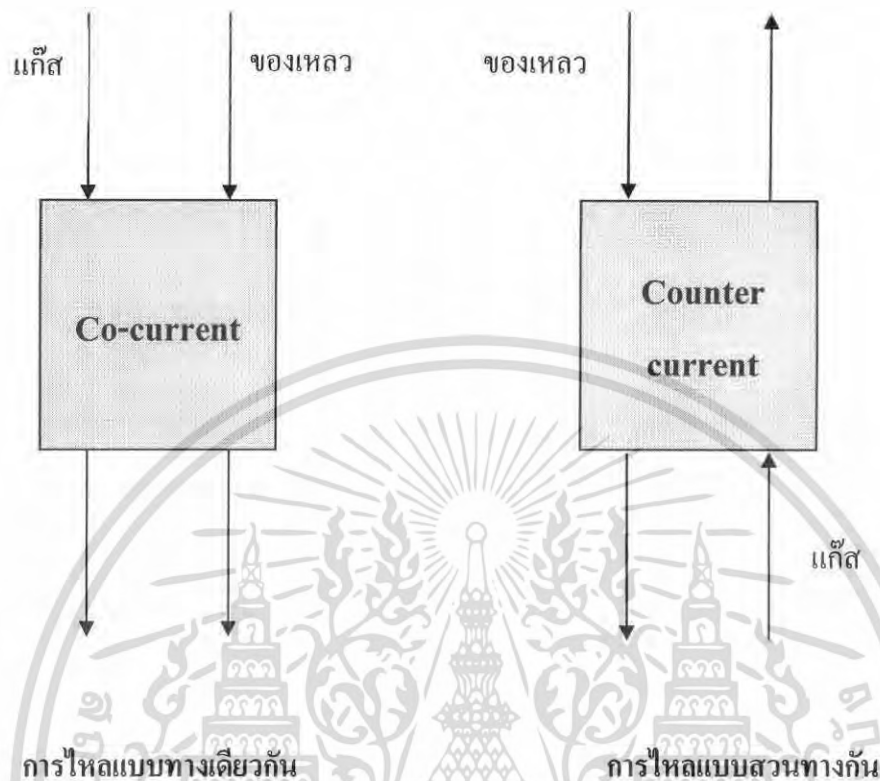 แก๊ส
ของเหลว
ของเหลว
Co-current
Counter
current
แก๊ส
การไหลแบบทางเดียวกัน
การไหลแบบสวนทางกัน